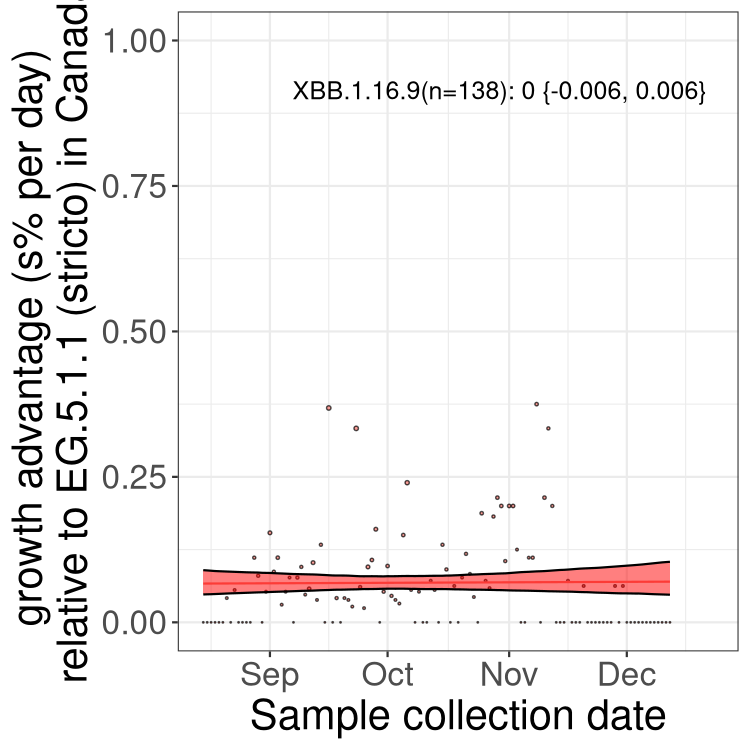 growth advantage (s% per day)
relative to EG.5.1.1 (stricto) in Canada
1.00
0.75
0.50
0.25
0.00
XBB.1.16.9(n=138): 0 {-0.006, 0.006}
Sep Oct Nov Dec
Sample collection date